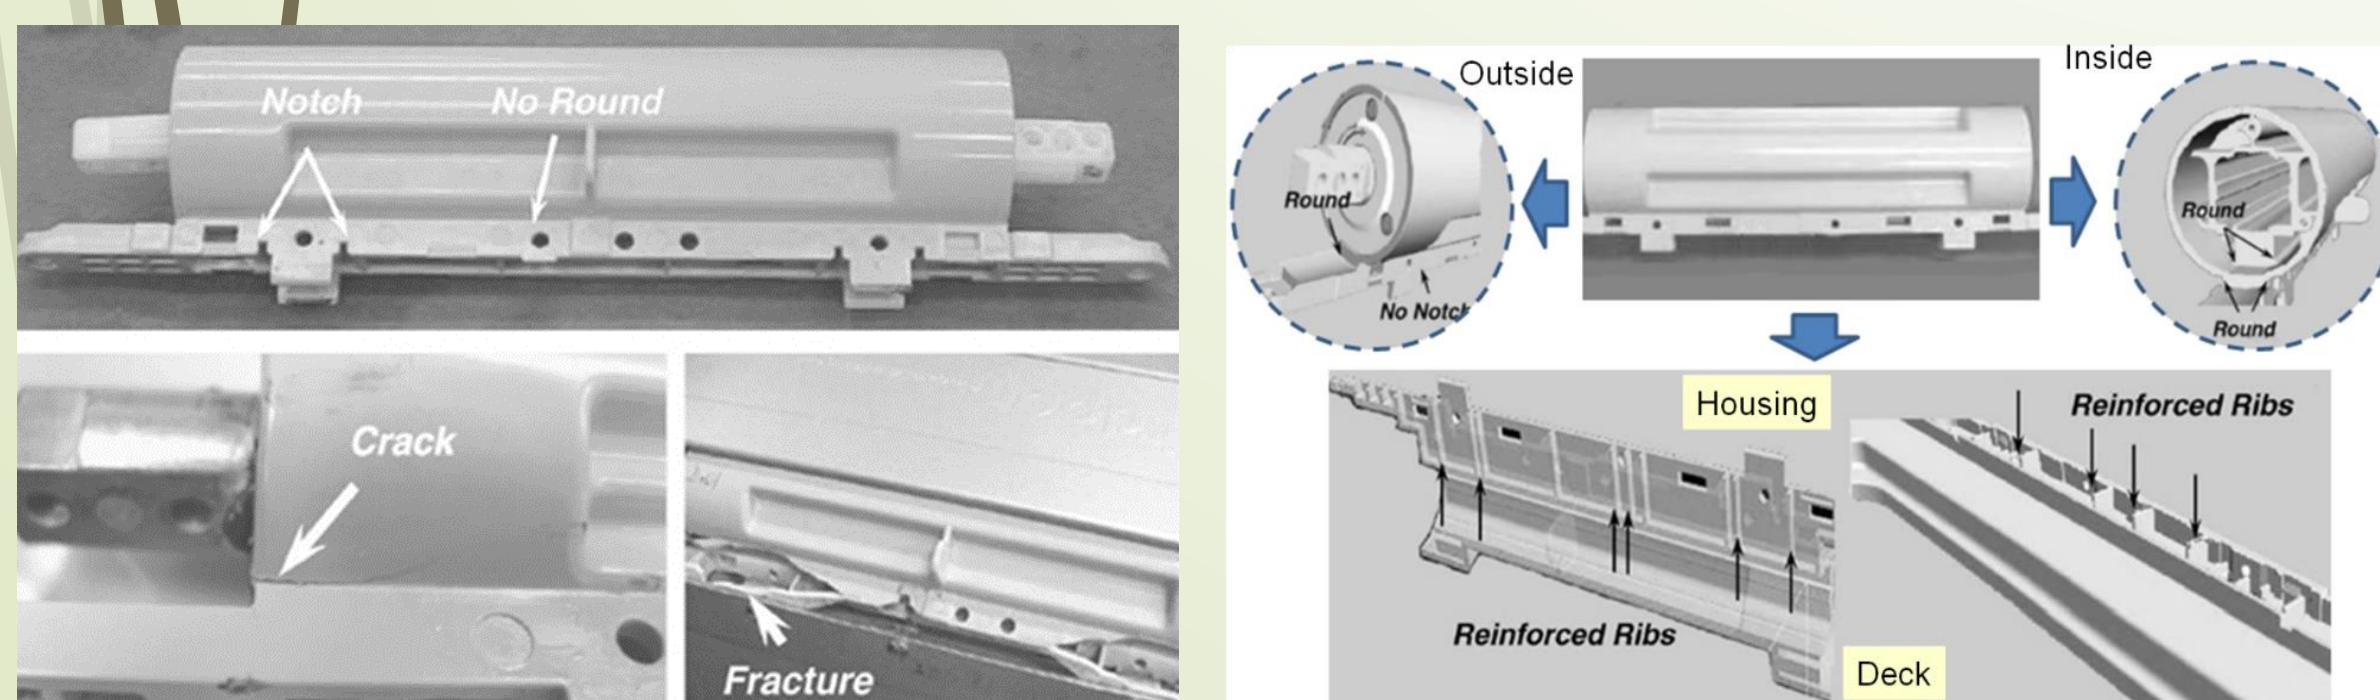 Notch
No Round
Crack
Fracture
Outside
Inside
Round
No Notch
Round
Round
Housing
Reinforced Ribs
Reinforced Ribs
Deck